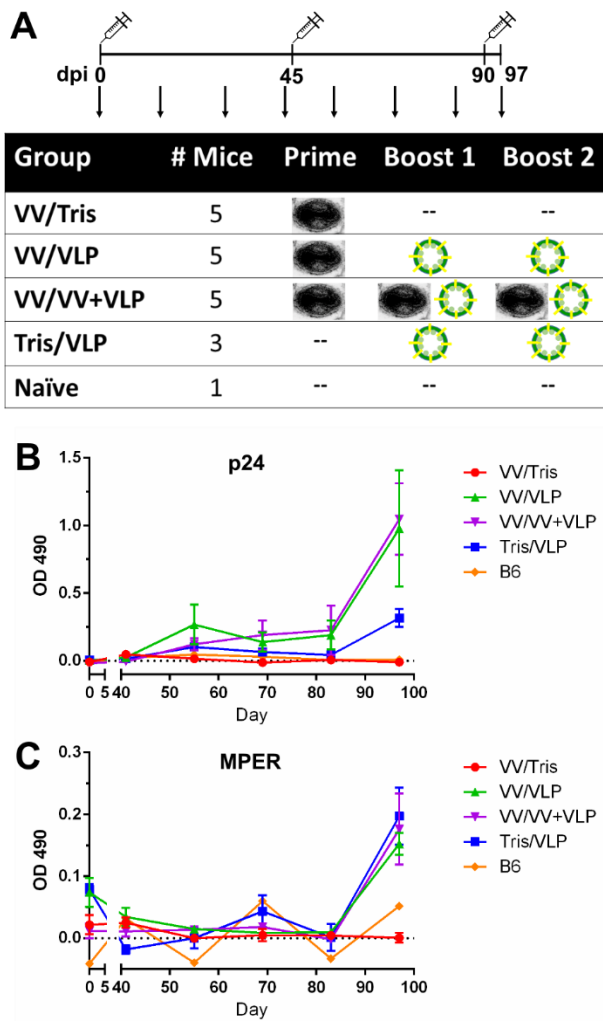 A
dpi 0 45 90 97
Group # Mice Prime Boost 1 Boost 2
VV/Tris 5 -- --
VV/VLP 5
VV/VV+VLP 5
Tris/VLP 3 --
Naïve 1 -- -- --
B
p24
1.5
1.0
0.5
0.0
OD 490
0 5 40 50 60 70 80 90 100
Day
VV/Tris
VV/VLP
VV/VV+VLP
Tris/VLP
B6
C
MPER
0.3
0.2
0.1
0.0
OD 490
0 5 40 50 60 70 80 90 100
Day
VV/Tris
VV/VLP
VV/VV+VLP
Tris/VLP
B6